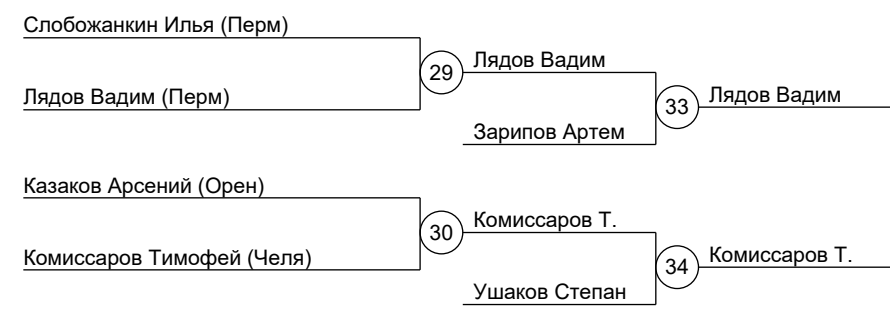 Слобожанкин Илья (Перм)
29
Лядов Вадим
Лядов Вадим (Перм)
33
Лядов Вадим
Зарипов Артем
Казаков Арсений (Орен)
30
Комиссаров Т.
Комиссаров Тимофей (Челя)
34
Комиссаров Т.
Ушаков Степан